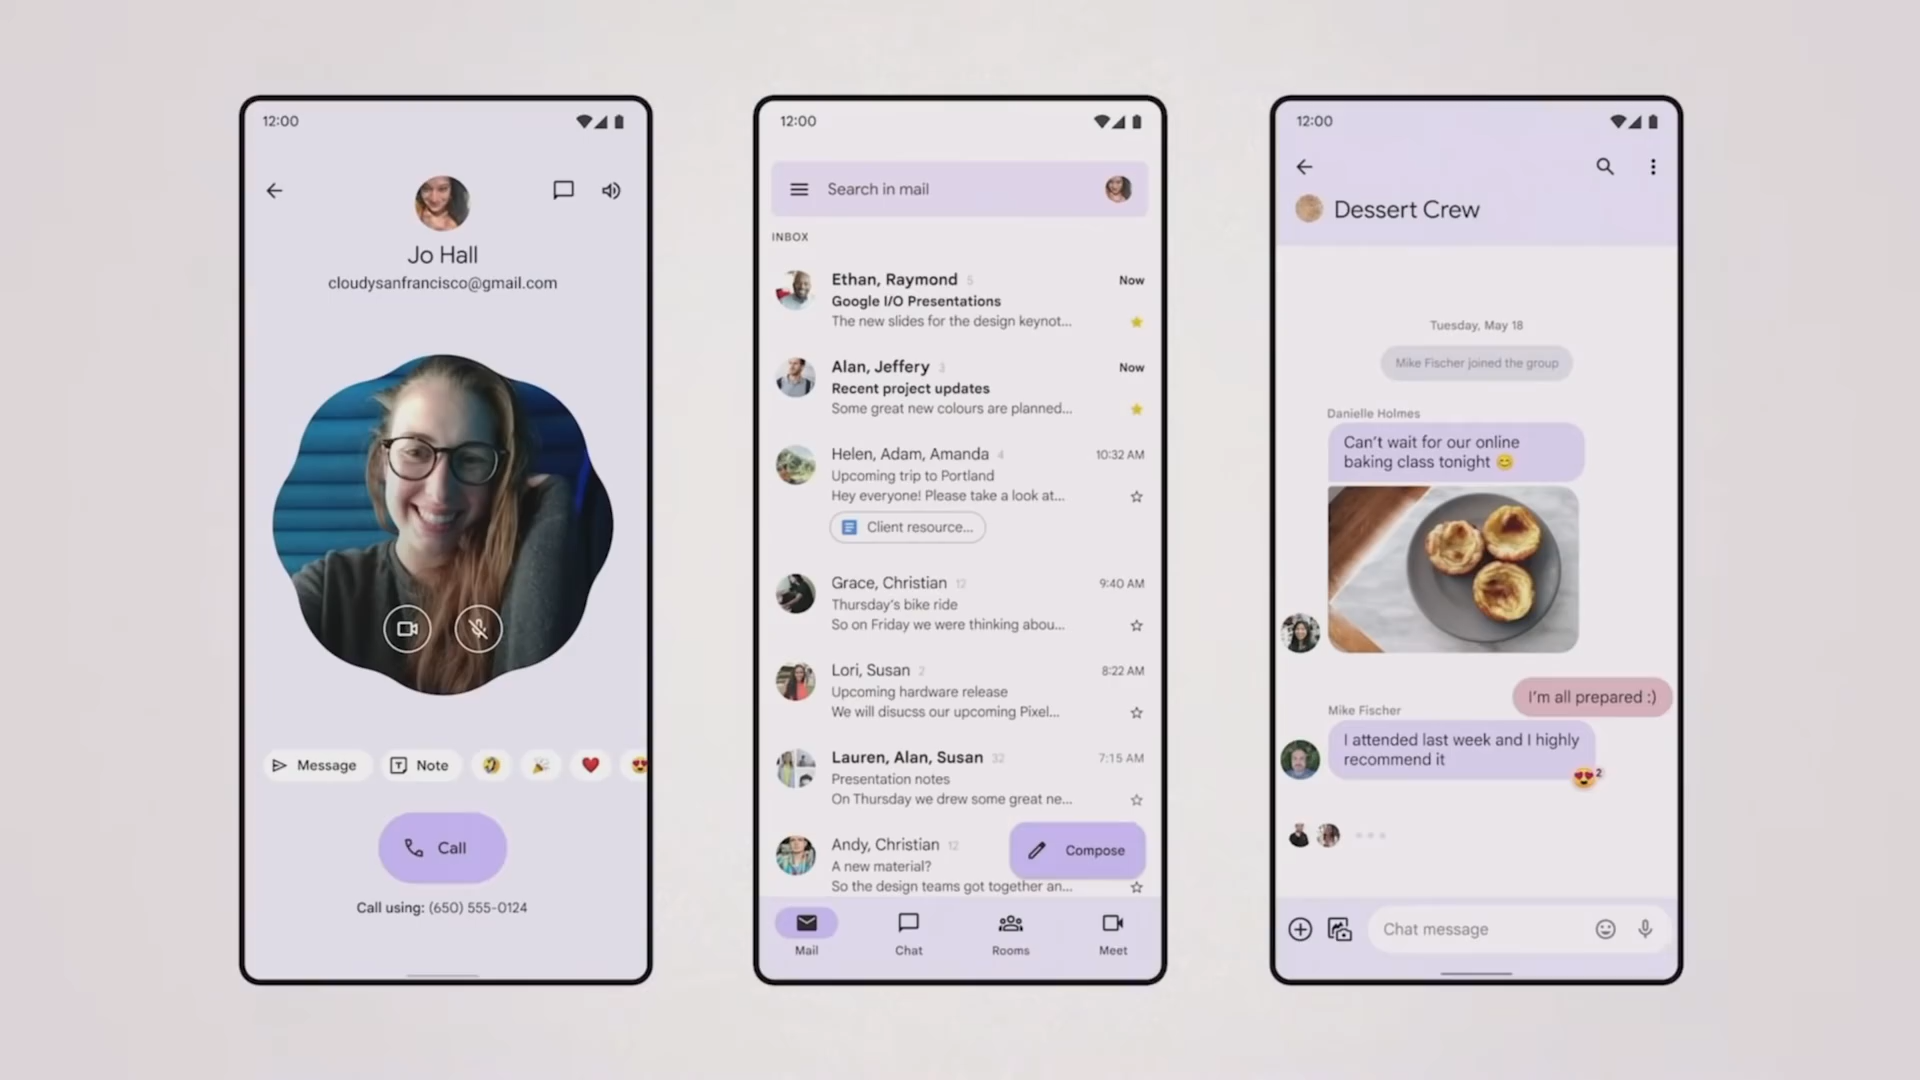 12:00
Jo Hall
cloudysanfrancisco@gmail.com
Message
Note
Call
Call using: (650) 555-0124
12:00
Search in mail
INBOX
Ethan, Raymond 5 Now
Google I/O Presentations
The new slides for the design keynot...
Alan, Jeffery 3 Now
Recent project updates
Some great new colours are planned...
Helen, Adam, Amanda 4 10:32 AM
Upcoming trip to Portland
Hey everyone! Please take a look at...
Client resource...
Grace, Christian 12 9:40 AM
Thursday's bike ride
So on Friday we were thinking abou...
Lori, Susan 2 8:22 AM
Upcoming hardware release
We will disucss our upcoming Pixel...
Lauren, Alan, Susan 32 7:15 AM
Presentation notes
On Thursday we drew some great ne...
Andy, Christian 12
A new material?
So the design teams got together an...
Compose
Mail Chat Rooms Meet
12:00
Dessert Crew
Tuesday, May 18
Mike Fischer joined the group
Danielle Holmes
Can't wait for our online
baking class tonight 😊
I'm all prepared :)
Mike Fischer
I attended last week and I highly
recommend it
😍2
Chat message